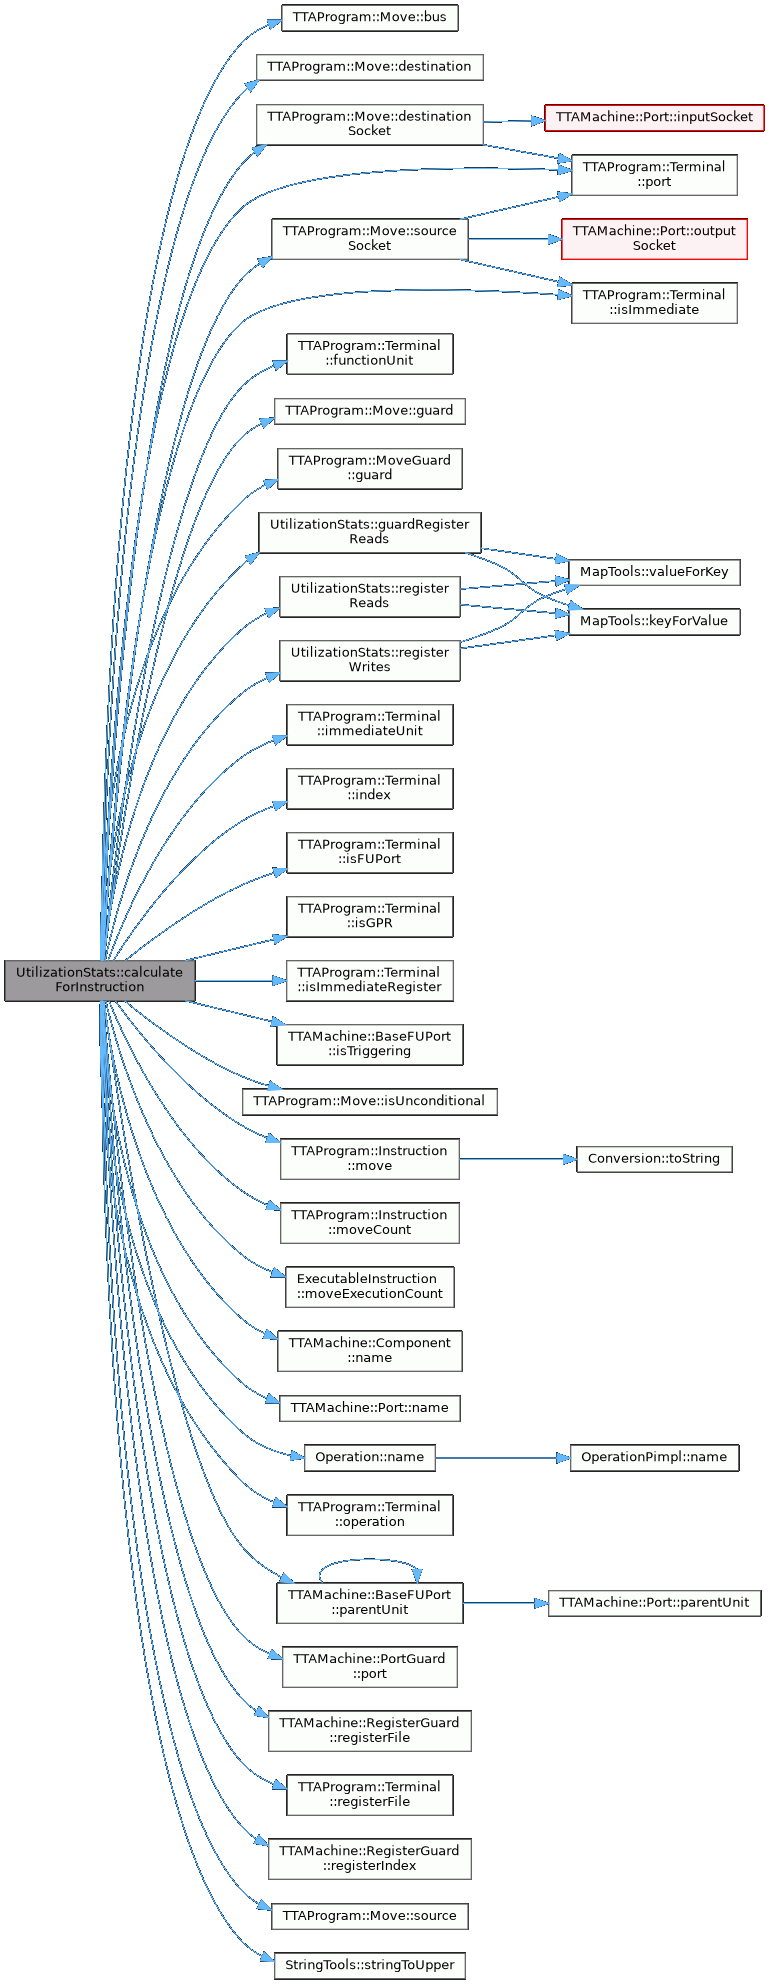 TTAProgram::Move::bus
TTAProgram::Move::destination
TTAProgram::Move::destination
Socket
TTAMachine::Port::inputSocket
TTAProgram::Terminal
::port
TTAProgram::Move::source
Socket
TTAMachine::Port::output
Socket
TTAProgram::Terminal
::isImmediate
TTAProgram::Terminal
::functionUnit
TTAProgram::Move::guard
TTAProgram::MoveGuard
::guard
UtilizationStats::guardRegister
Reads
MapTools::valueForKey
UtilizationStats::register
Reads
MapTools::keyForValue
UtilizationStats::register
Writes
TTAProgram::Terminal
::immediateUnit
TTAProgram::Terminal
::index
TTAProgram::Terminal
::isFUPort
TTAProgram::Terminal
::isGPR
UtilizationStats::calculate
ForInstruction
TTAProgram::Terminal
::isImmediateRegister
TTAMachine::BaseFUPort
::isTriggering
TTAProgram::Move::isUnconditional
TTAProgram::Instruction
::move
Conversion::toString
TTAProgram::Instruction
::moveCount
ExecutableInstruction
::moveExecutionCount
TTAMachine::Component
::name
TTAMachine::Port::name
Operation::name
OperationPimpl::name
TTAProgram::Terminal
::operation
TTAMachine::BaseFUPort
::parentUnit
TTAMachine::Port::parentUnit
TTAMachine::PortGuard
::port
TTAMachine::RegisterGuard
::registerFile
TTAProgram::Terminal
::registerFile
TTAMachine::RegisterGuard
::registerIndex
TTAProgram::Move::source
StringTools::stringToUpper